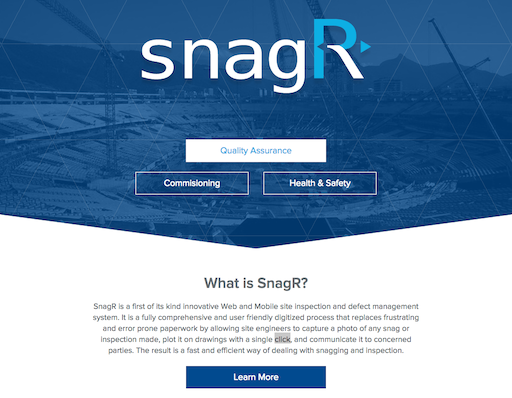 snagR
Quality Assurance
Commisioning
Health & Safety
What is SnagR?
SnagR is a first of its kind innovative Web and Mobile site inspection and defect management
system. It is a fully comprehensive and user friendly digitized process that replaces frustrating
and error prone paperwork by allowing site engineers to capture a photo of any snag or
inspection made, plot it on drawings with a single click, and communicate it to concerned
parties. The result is a fast and efficient way of dealing with snagging and inspection.
Learn More